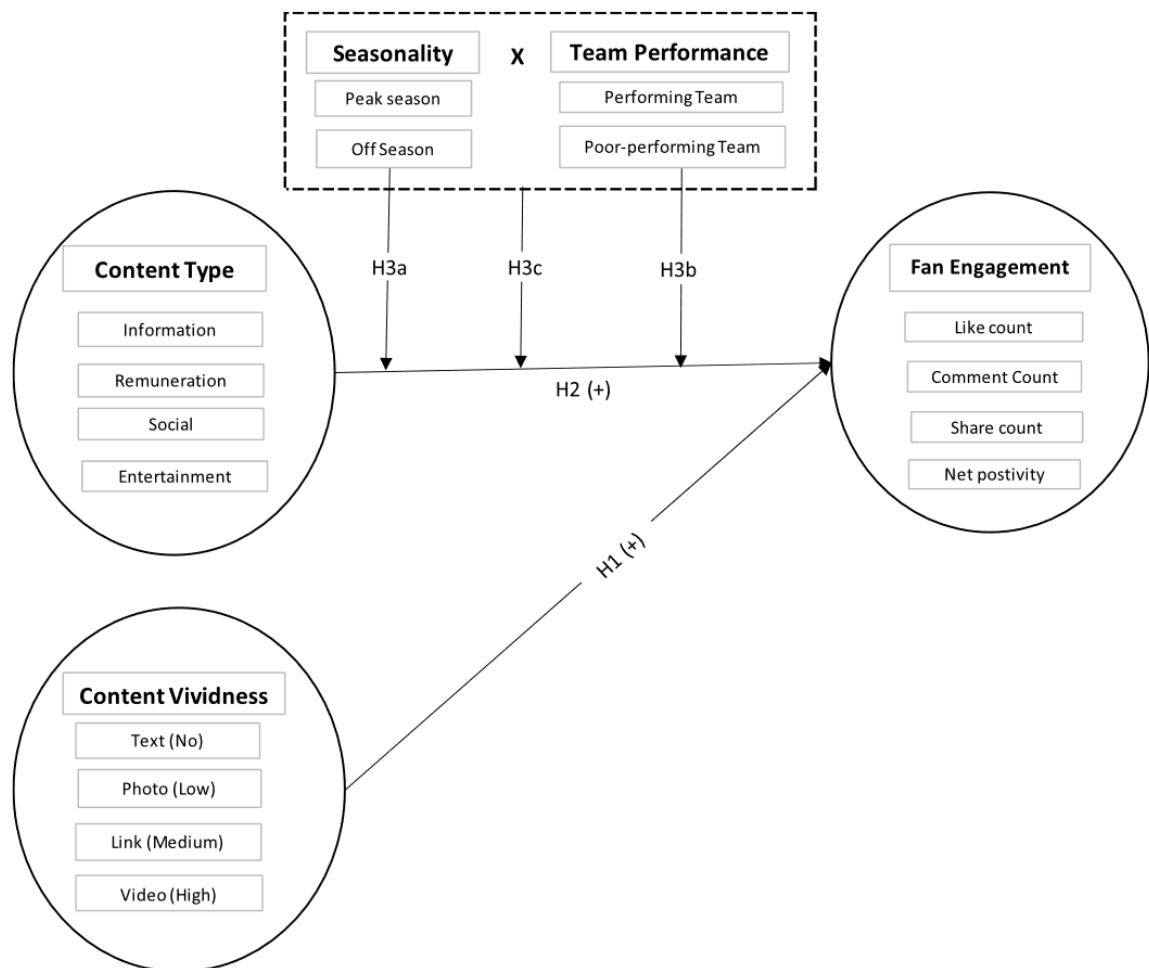 Seasonality X Team Performance
Peak season
Performing Team
Off Season
Poor-performing Team
H3a
H3c
H3b
Content Type
Information
Remuneration
Social
Entertainment
H2 (+)
Fan Engagement
Like count
Comment Count
Share count
Net postivity
H1 (+)
Content Vividness
Text (No)
Photo (Low)
Link (Medium)
Video (High)